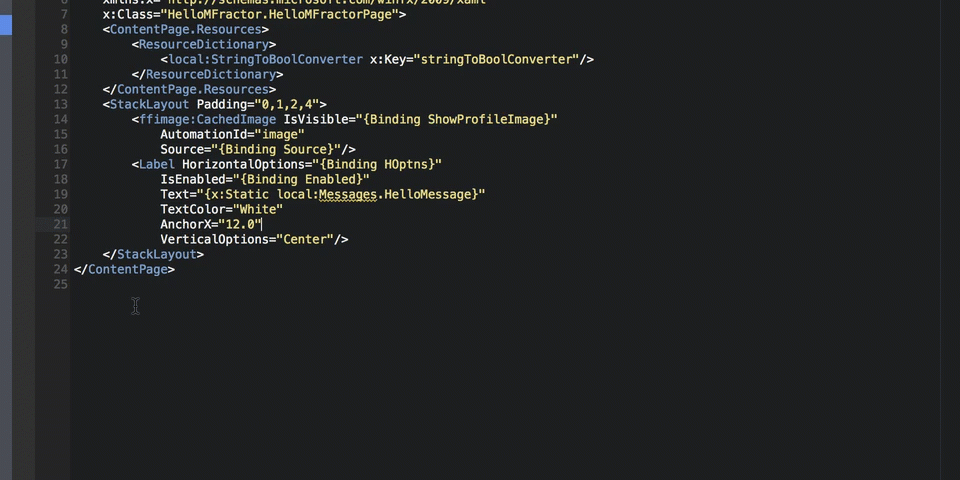 6 xmlns:x="http://schemas.microsoft.com/winfx/2009/xaml"
7 x:Class="HelloMFractor.HelloMFractorPage">
8 <ContentPage.Resources>
9 <ResourceDictionary>
10 <local:StringToBoolConverter x:Key="stringToBoolConverter"/>
11 </ResourceDictionary>
12 </ContentPage.Resources>
13 <StackLayout Padding="0,1,2,4">
14 <ffimage:CachedImage IsVisible="{Binding ShowProfileImage}"
15 AutomationId="image"
16 Source="{Binding Source}"/>
17 <Label HorizontalOptions="{Binding HOptns}"
18 IsEnabled="{Binding Enabled}"
19 Text="{x:Static local:Messages.HelloMessage}"
20 TextColor="White"
21 AnchorX="12.0"
22 VerticalOptions="Center"/>
23 </StackLayout>
24 </ContentPage>
25